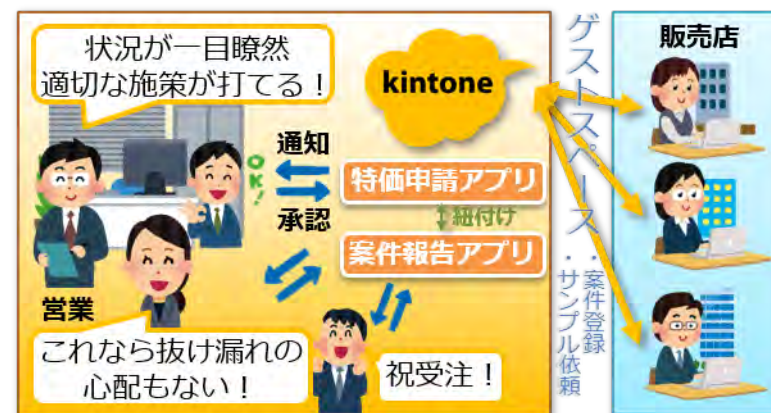 状況が一目瞭然
適切な施策が打てる！
kintone
通知
OK!
承認
特価申請アプリ
紐付け
案件報告アプリ
営業
これなら抜け漏れの
心配もない！
祝受注！
ゲストスペース
・案件登録
・サンプル依頼
販売店